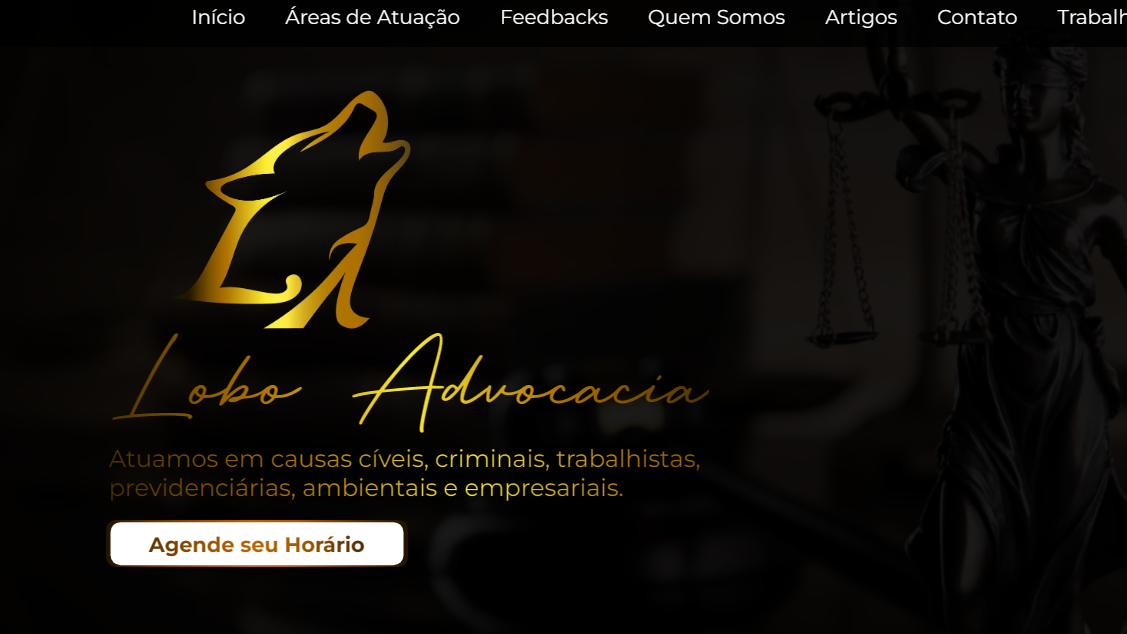 Início Áreas de Atuação Feedbacks Quem Somos Artigos Contato
Lobo Advocacia
Atuamos em causas cíveis, criminais, trabalhistas,
previdenciárias, ambientais e empresariais.
Agende seu Horário